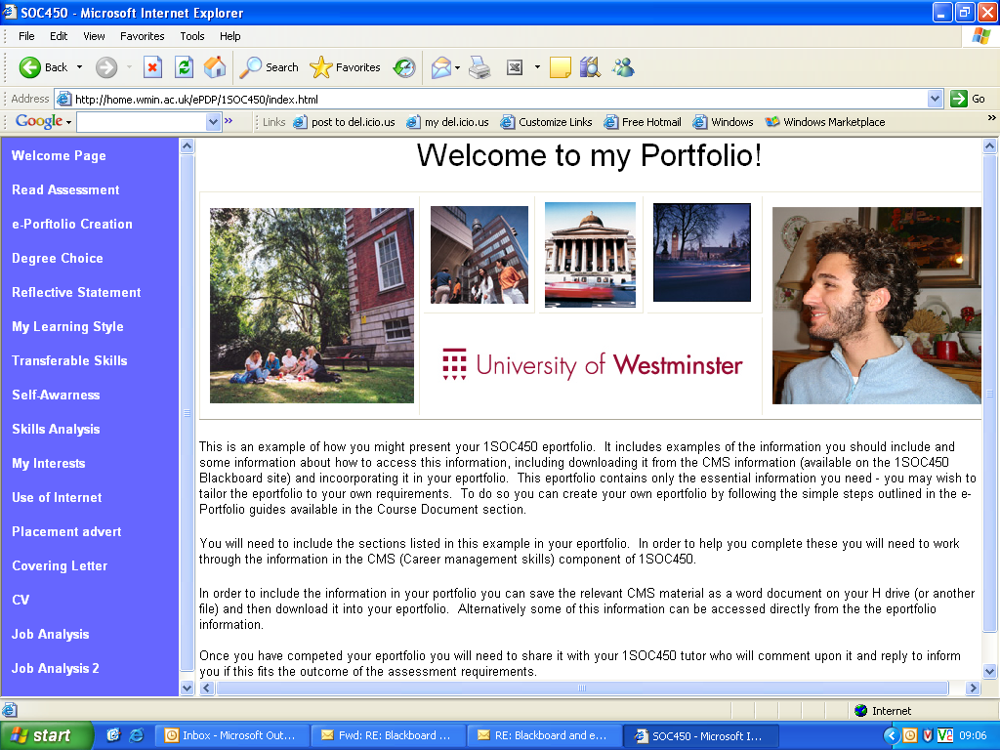 SOC450 - Microsoft Internet Explorer
File Edit View Favorites Tools Help
Back Search Favorites
Address http://home.wmin.ac.uk/ePDP/1SOC450/index.html Go
Google Links post to del.icio.us my del.icio.us Customize Links Free Hotmail Windows Windows Marketplace
Welcome Page
Read Assessment
e-Porftolio Creation
Degree Choice
Reflective Statement
My Learning Style
Transferable Skills
Self-Awarness
Skills Analysis
My Interests
Use of Internet
Placement advert
Covering Letter
CV
Job Analysis
Job Analysis 2
Welcome to my Portfolio!
University of Westminster
This is an example of how you might present your 1SOC450 eportfolio. It includes examples of the information you should include and
some information about how to access this information, including downloading it from the CMS information (available on the 1SOC450
Blackboard site) and incoorporating it in your eportfolio. This eportfolio contains only the essential information you need - you may wish to
tailor the eportfolio to your own requirements. To do so you can create your own eportfolio by following the simple steps outlined in the e-
Portfolio guides available in the Course Document section.
You will need to include the sections listed in this example in your eportfolio. In order to help you complete these you will need to work
through the information in the CMS (Career management skills) component of 1SOC450.
In order to include the information in your portfolio you can save the relevant CMS material as a word document on your H drive (or another
file) and then download it into your eportfolio. Alternatively some of this information can be accessed directly from the the eportfolio
information.
Once you have competed your eportfolio you will need to share it with your 1SOC450 tutor who will comment upon it and reply to inform
you if this fits the outcome of the assessment requirements.
Internet
start Inbox - Microsoft Out... Fwd: RE: Blackboard ... RE: Blackboard and e... SOC450 - Microsoft I... 09:06